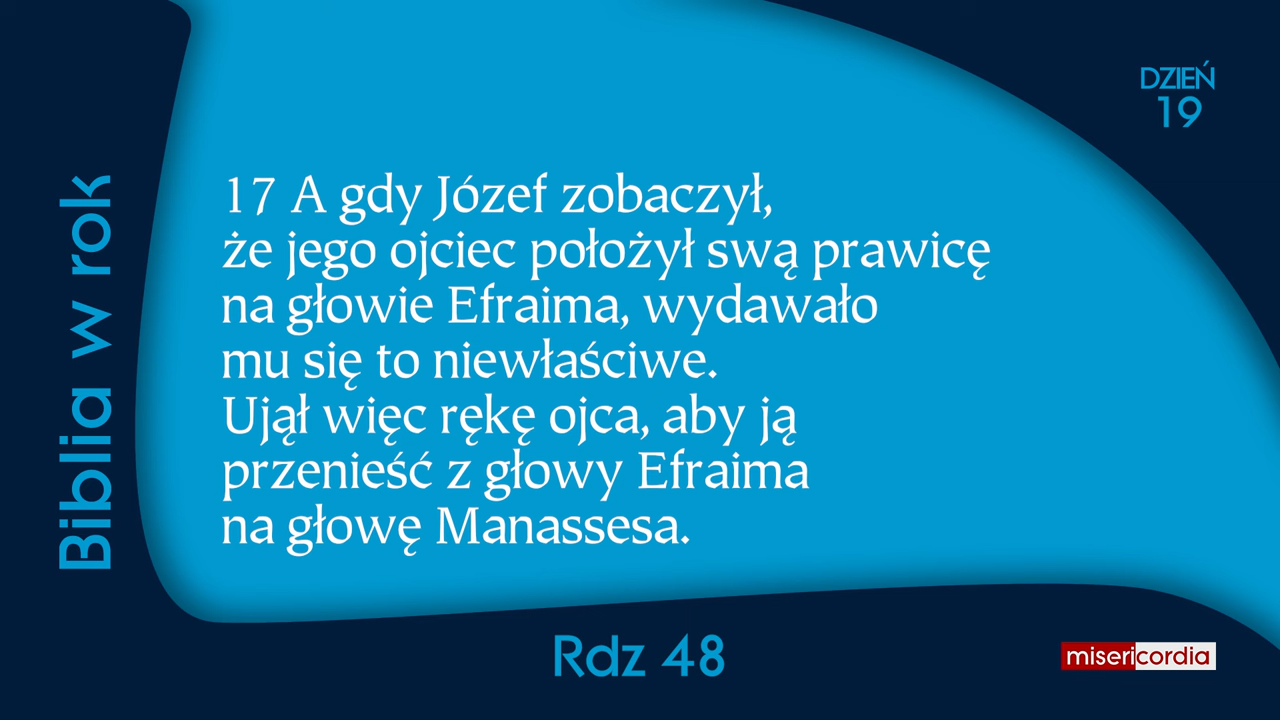 DZIEŃ
19
Biblia w rok
17 A gdy Józef zobaczył,
że jego ojciec położył swą prawicę
na głowie Efraima, wydawało
mu się to niewłaściwe.
Ujął więc rękę ojca, aby ją
przenieść z głowy Efraima
na głowę Manassesa.
Rdz 48
misericordia